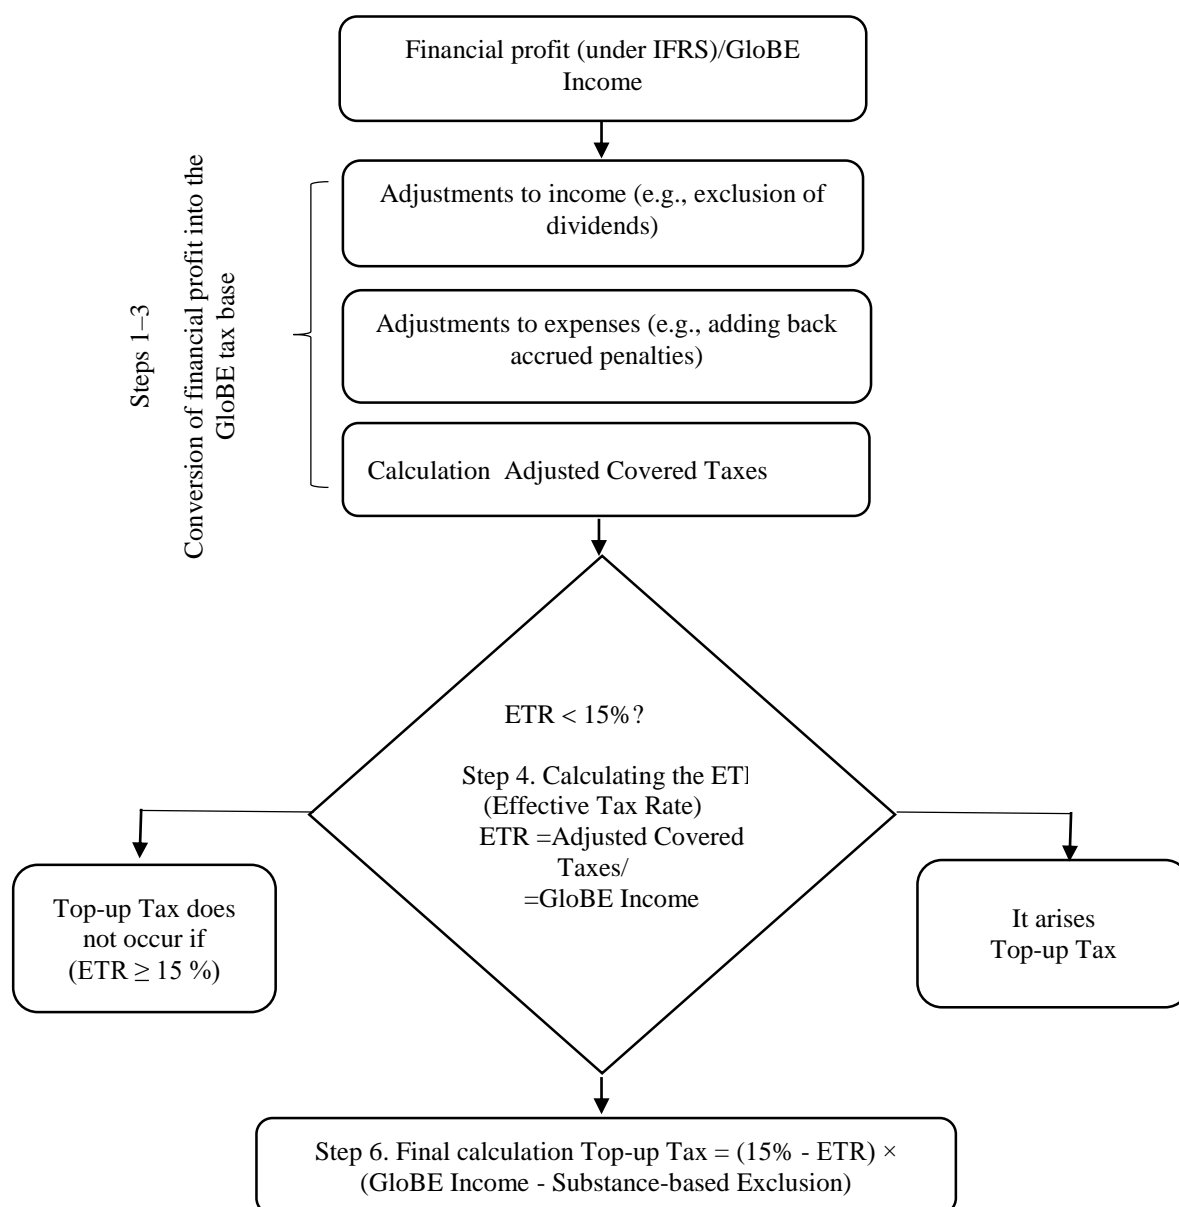 Financial profit (under IFRS)/GloBE
Income
Steps 1–3
Conversion of financial profit into the
GloBE tax base
Adjustments to income (e.g., exclusion of
dividends)
Adjustments to expenses (e.g., adding back
accrued penalties)
Calculation Adjusted Covered Taxes
ETR < 15%?
Step 4. Calculating the
(Effective Tax Rate)
ETR =Adjusted Covered
Taxes/
=GloBE Income
Top-up Tax does
not occur if
(ETR ≥ 15 %)
It arises
Top-up Tax
Step 6. Final calculation Top-up Tax = (15% - ETR) ×
(GloBE Income - Substance-based Exclusion)